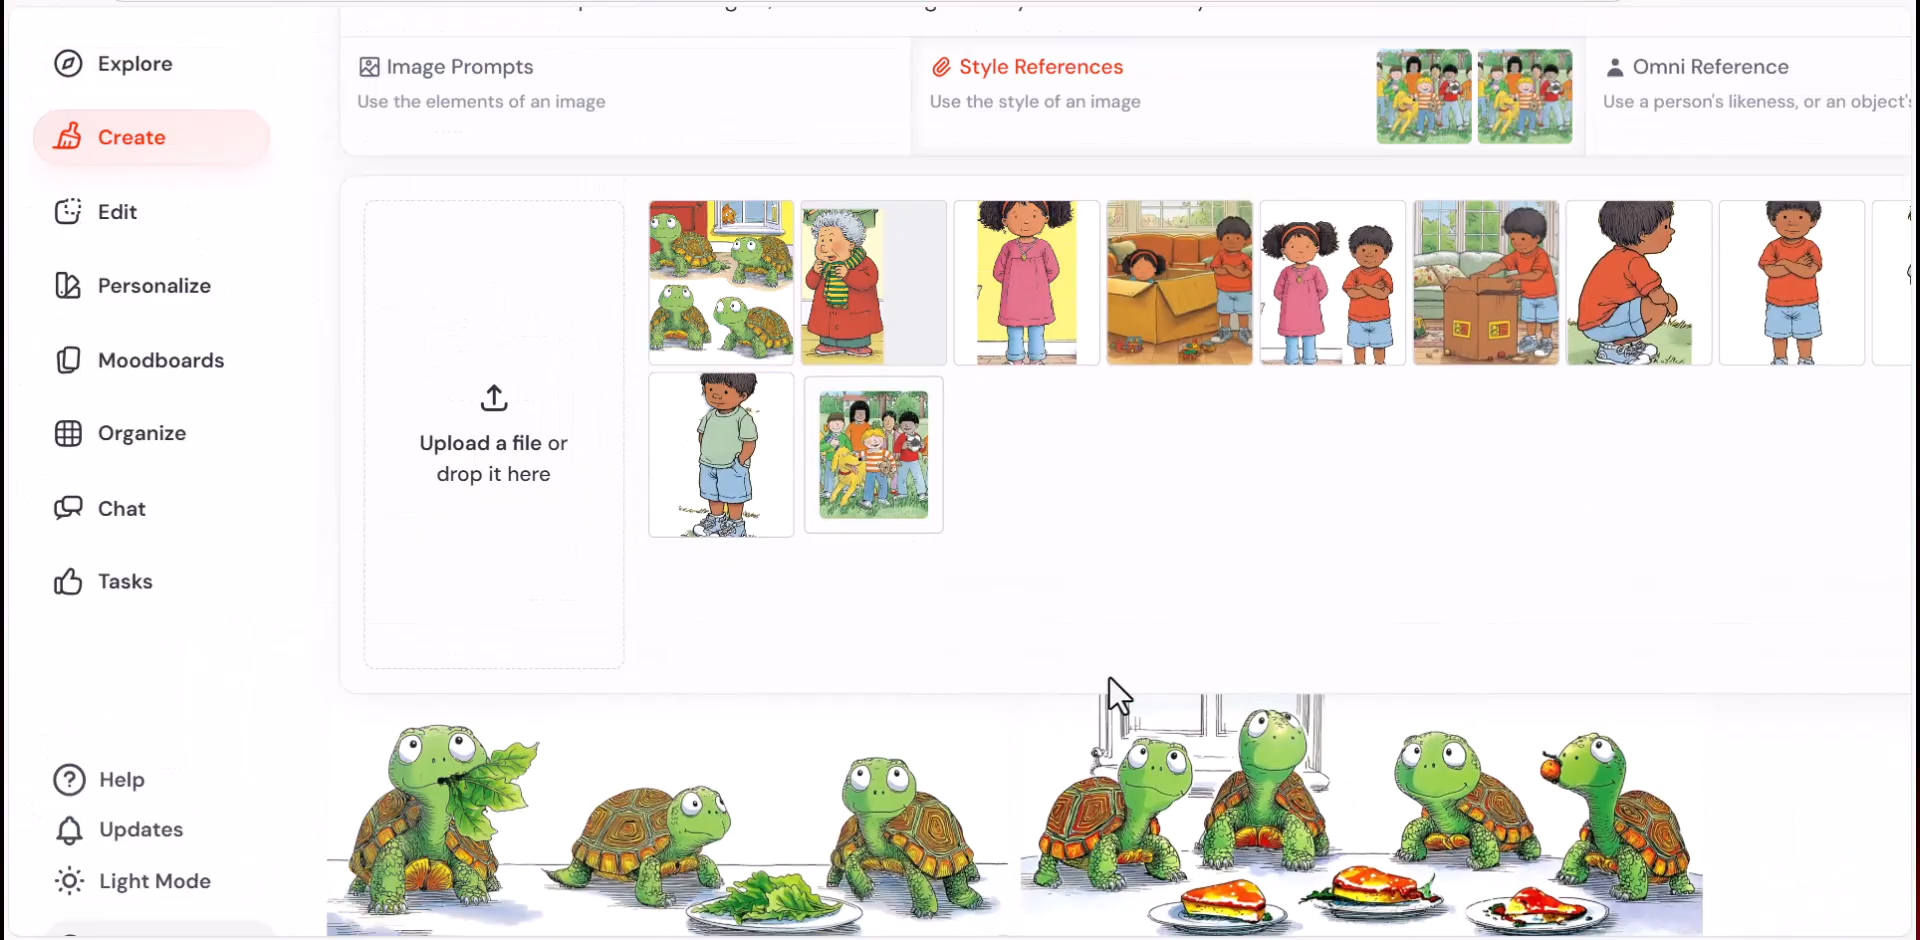 Explore
Create
Edit
Personalize
Moodboards
Organize
Chat
Tasks
Help
Updates
Light Mode
Image Prompts
Use the elements of an image
Style References
Use the style of an image
Omni Reference
Use a person's likeness, or an object's
Upload a file or
drop it here